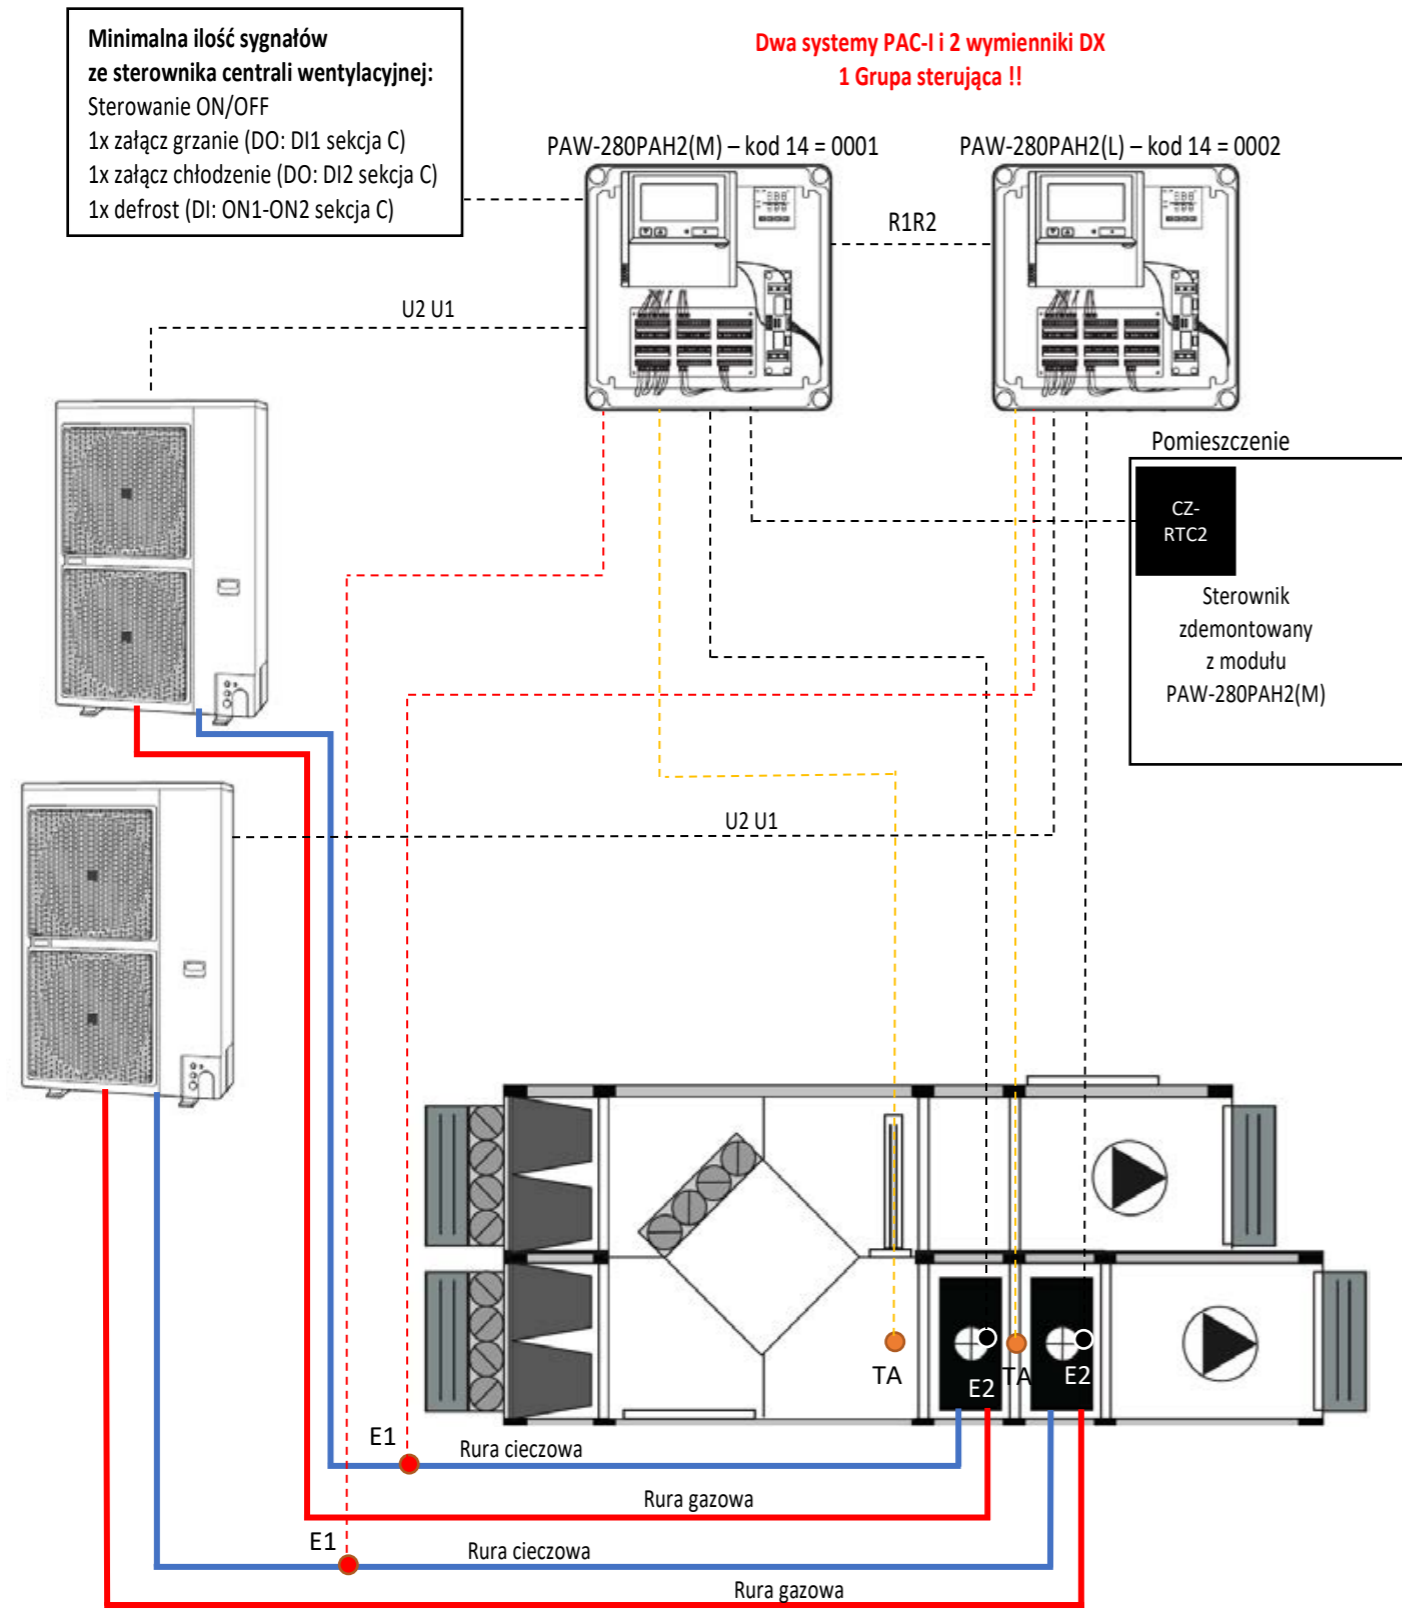 Minimalna ilość sygnałów
ze sterownika centrali wentylacyjnej:
Sterowanie ON/OFF
1x załącz grzanie (DO: DI1 sekcja C)
1x załącz chłodzenie (DO: DI2 sekcja C)
1x defrost (DI: ON1-ON2 sekcja C)
Dwa systemy PAC-I i 2 wymienniki DX
1 Grupa sterująca !!
PAW-280PAH2(M) – kod 14 = 0001
PAW-280PAH2(L) – kod 14 = 0002
R1R2
U2 U1
Pomieszczenie
CZ-
RTC2
Sterownik
zdemontowany
z modułu
PAW-280PAH2(M)
U2 U1
TA
E2
TA
E2
E1
Rura cieczowa
Rura gazowa
E1
Rura cieczowa
Rura gazowa